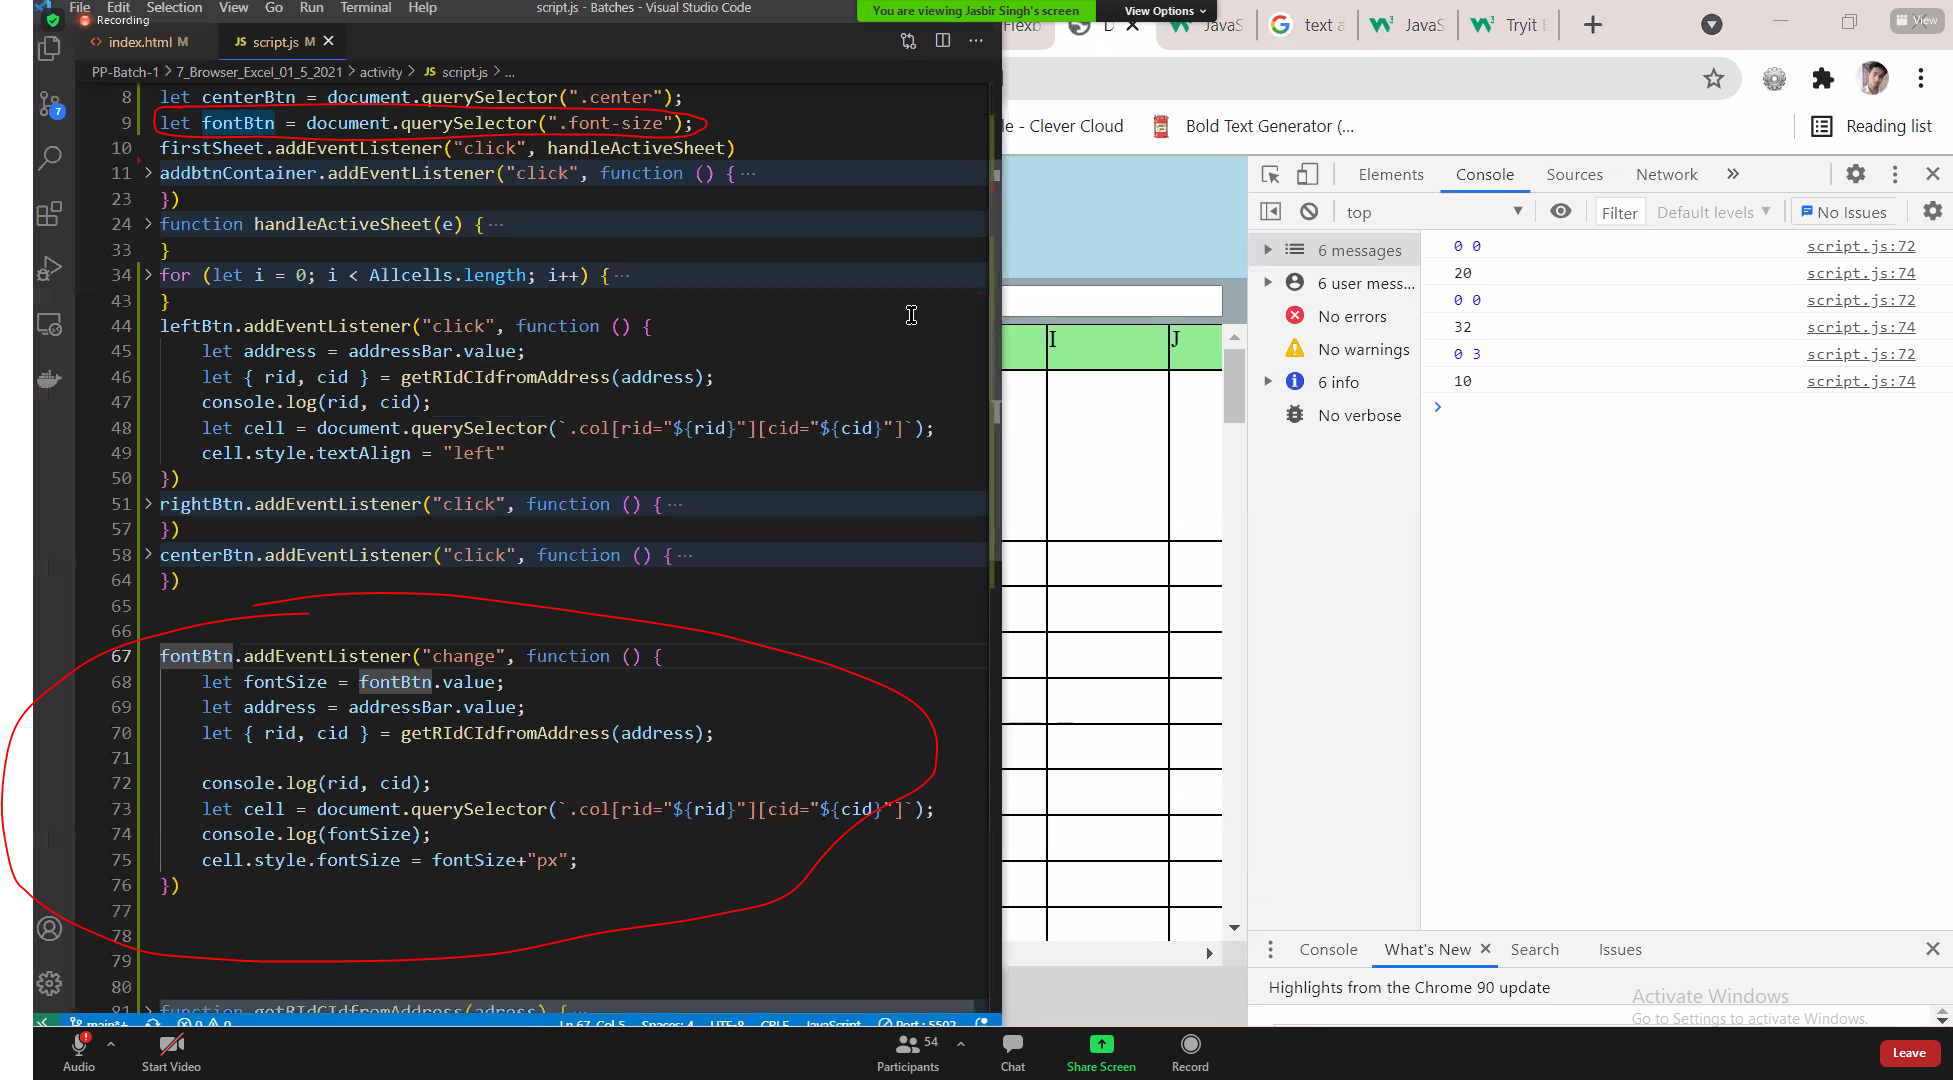 File Edit Selection View Go Run Terminal Help
script.js - Batches - Visual Studio Code
You are viewing Jasbir Singh's screen
View Options
Recording
View
index.html M
JS script.js M
PP-Batch-1 > 7_Browser_Excel_01_5_2021 > activity > JS script.js > ...
8 let centerBtn = document.querySelector(".center");
9 let fontBtn = document.querySelector(".font-size");
10 firstSheet.addEventListener("click", handleActiveSheet)
11 addbtnContainer.addEventListener("click", function () {
23 })
24 function handleActiveSheet(e) {
33 }
34 for (let i = 0; i < Allcells.length; i++) {
43 }
44 leftBtn.addEventListener("click", function () {
45 let address = addressBar.value;
46 let { rid, cid } = getRIdCIdfromAddress(address);
47 console.log(rid, cid);
48 let cell = document.querySelector(`.col[rid="${rid}"][cid="${cid}"]`);
49 cell.style.textAlign = "left"
50 })
51 rightBtn.addEventListener("click", function () {
57 })
58 centerBtn.addEventListener("click", function () {
64 })
65
66
67 fontBtn.addEventListener("change", function () {
68 let fontSize = fontBtn.value;
69 let address = addressBar.value;
70 let { rid, cid } = getRIdCIdfromAddress(address);
71
72 console.log(rid, cid);
73 let cell = document.querySelector(`.col[rid="${rid}"][cid="${cid}"]`);
74 console.log(fontSize);
75 cell.style.fontSize = fontSize+"px";
76 })
77
78
79
80
81 function getRIdCIdfromAddress(adress) {
7
main*+
0 0
Ln 67, Col 5
Spaces: 4
UTF-8
CRLF
JavaScript
Port : 5502
Flexb
D
JavaS
text a
JavaS
Tryit E
le - Clever Cloud
Bold Text Generator (...
Reading list
I J
Elements Console Sources Network
top
Filter
Default levels
No Issues
6 messages
6 user mess...
No errors
No warnings
6 info
No verbose
0 0 script.js:72
20 script.js:74
0 0 script.js:72
32 script.js:74
0 3 script.js:72
10 script.js:74
Console What's New Search Issues
Highlights from the Chrome 90 update
Activate Windows
Go to Settings to activate Windows.
Audio
Start Video
54
Participants
Chat
Share Screen
Record
Leave